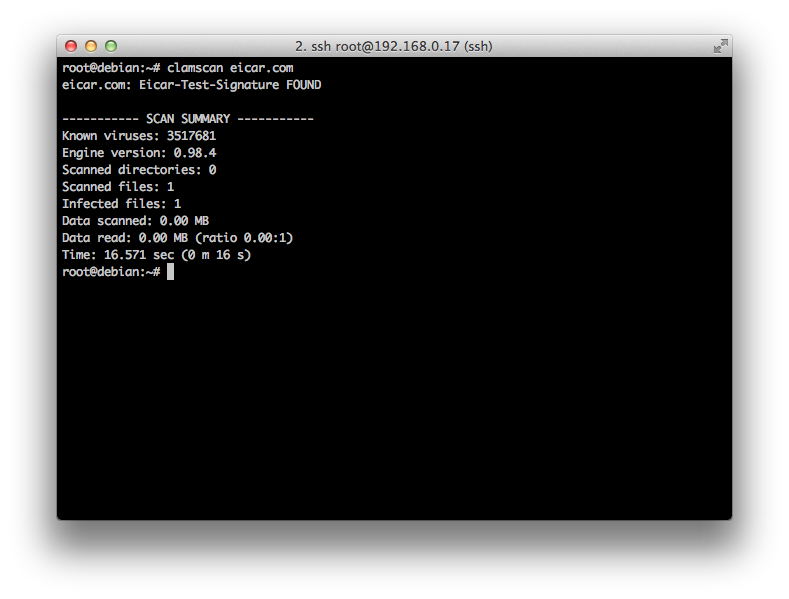 2. ssh root@192.168.0.17 (ssh)
root@debian:~# clamscan eicar.com
eicar.com: Eicar-Test-Signature FOUND
----------- SCAN SUMMARY -----------
Known viruses: 3517681
Engine version: 0.98.4
Scanned directories: 0
Scanned files: 1
Infected files: 1
Data scanned: 0.00 MB
Data read: 0.00 MB (ratio 0.00:1)
Time: 16.571 sec (0 m 16 s)
root@debian:~#